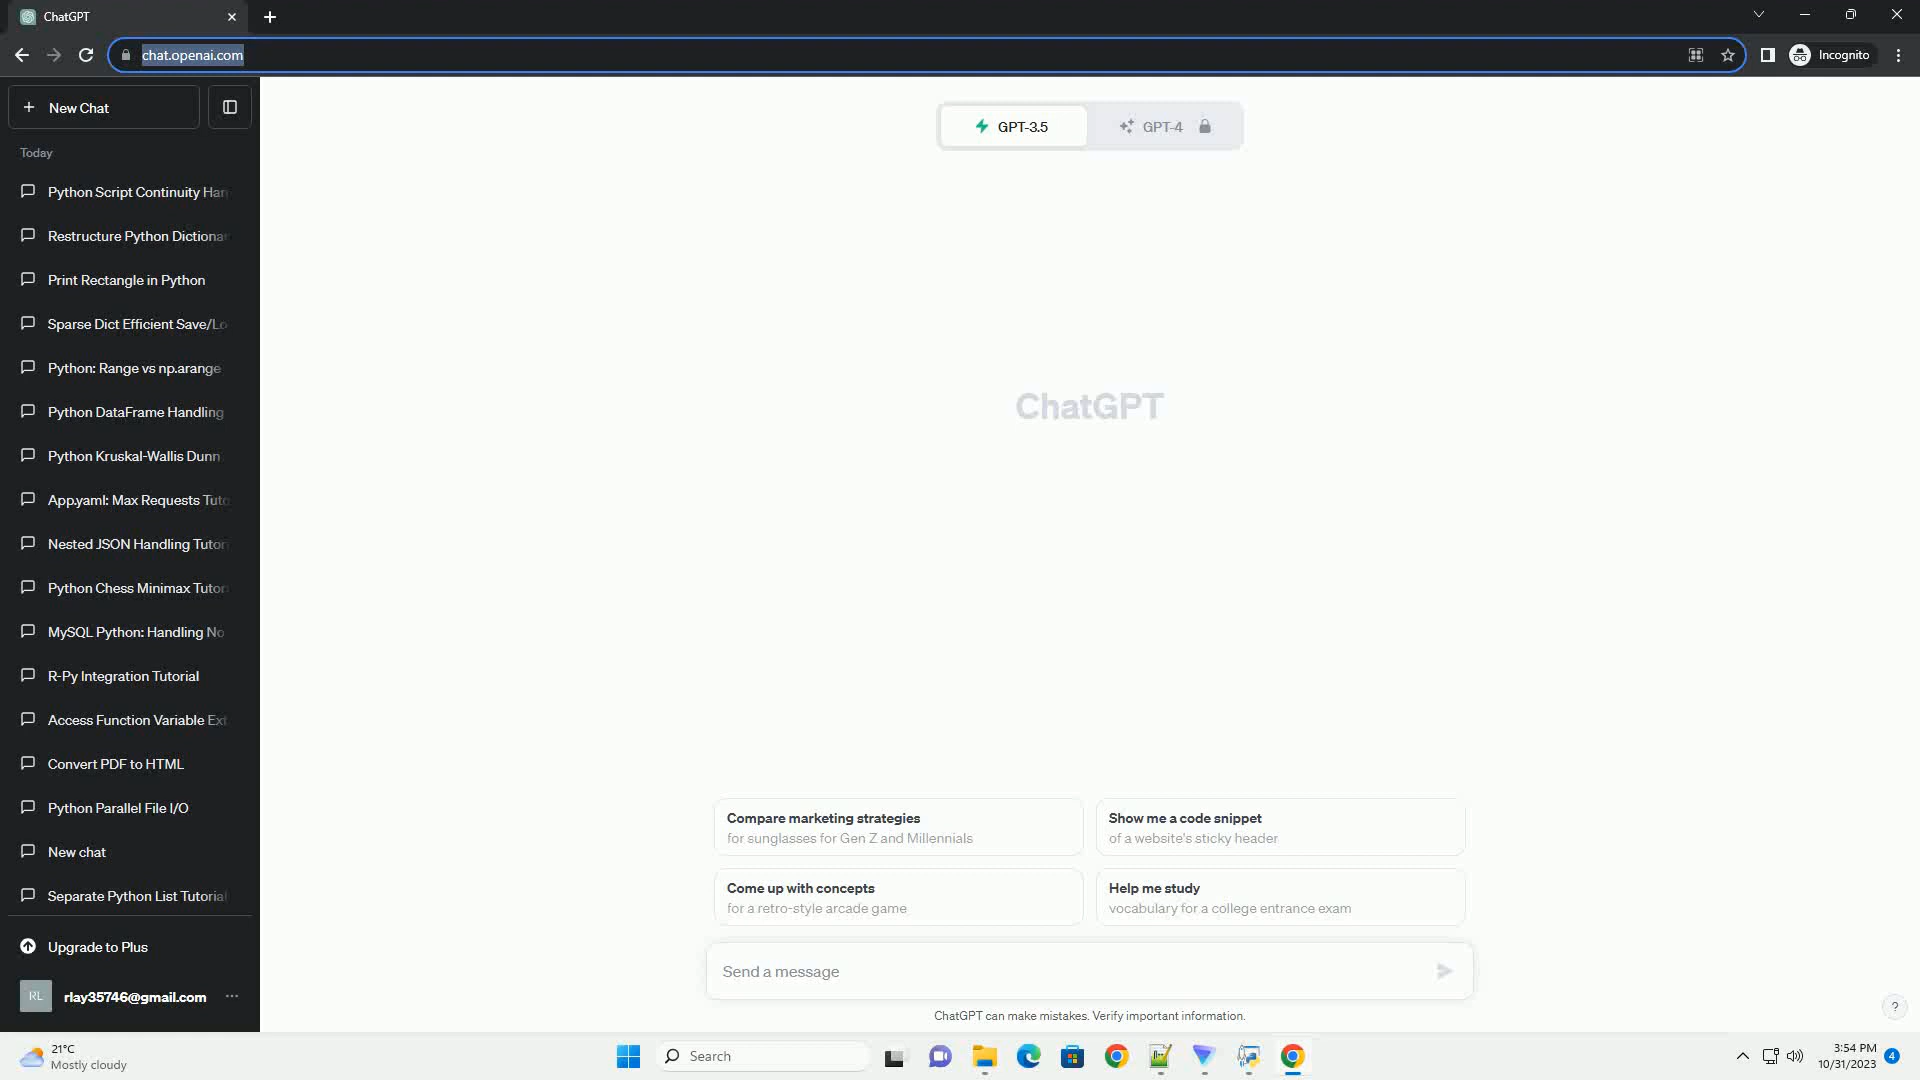 ChatGPT
chat.openai.com
Incognito
New Chat
GPT-3.5
GPT-4
Today
Python Script Continuity Han
Restructure Python Dictionar
Print Rectangle in Python
Sparse Dict Efficient Save/Lo
Python: Range vs np.arange
Python DataFrame Handling
Python Kruskal-Wallis Dunn
App.yaml: Max Requests Tuto
Nested JSON Handling Tutori
Python Chess Minimax Tutori
MySQL Python: Handling No
R-Py Integration Tutorial
Access Function Variable Ext
Convert PDF to HTML
Python Parallel File I/O
New chat
Separate Python List Tutorial
Upgrade to Plus
RL
rlay35746@gmail.com
ChatGPT
Compare marketing strategies
for sunglasses for Gen Z and Millennials
Show me a code snippet
of a website's sticky header
Come up with concepts
for a retro-style arcade game
Help me study
vocabulary for a college entrance exam
Send a message
ChatGPT can make mistakes. Verify important information.
?
21°C
Mostly cloudy
Search
3:54 PM
10/31/2023
4